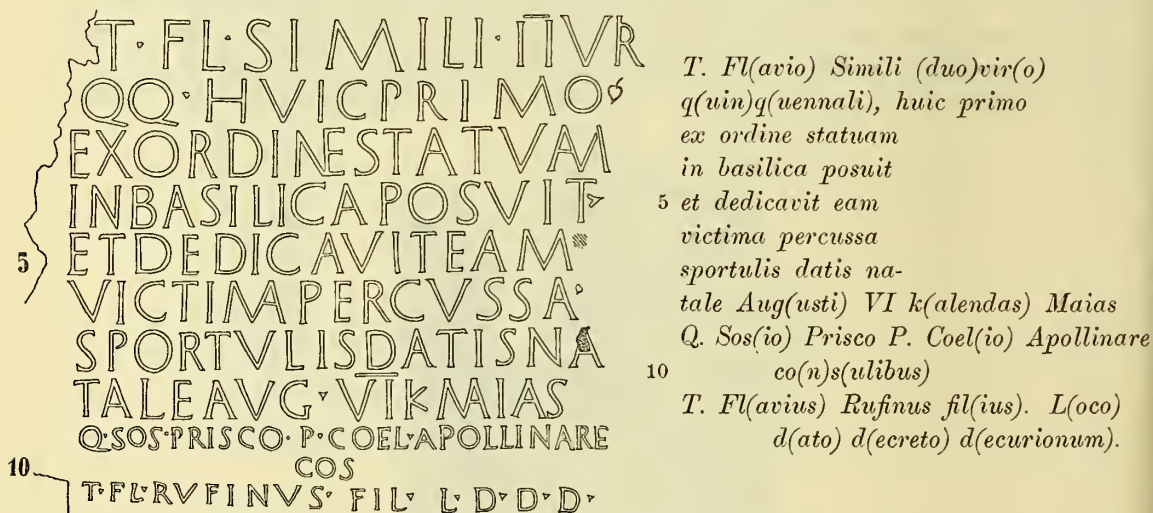 T·FL·SIMILI·IIVR
QQ·HVICPRIMO
EXORDINESTATVAM
INBASILICAPOSVIT
5 ETDEDICAVITEAM
VICTIMPERCVSSA·
SPORTVLISDATISNA
TALEAVG·VIKMAIAS
Q·SOS·PRISCO·P·COEL·APOLLINARE
10 COS
T·FL·RVFINVS·FIL·L·D·D·D·
T. Fl(avio) Simili (duo)vir(o)
q(uin)q(uennali), huic primo
ex ordine statuam
in basilica posuit
5 et dedicavit eam
victima percussa
sportulis datis na-
tale Aug(usti) VI k(alendas) Maias
Q. Sos(io) Prisco P. Coel(io) Apollinare
10 co(n)s(ulibus)
T. Fl(avius) Rufinus fil(ius). L(oco)
d(ato) d(ecreto) d(ecurionum).